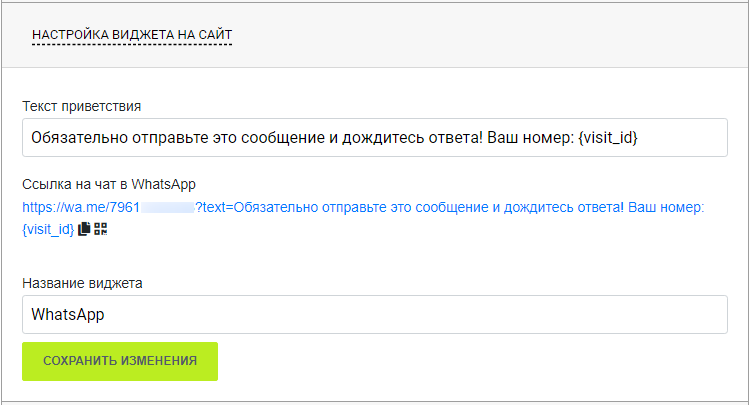 НАСТРОЙКА ВИДЖЕТА НА САЙТ
Текст приветствия
Обязательно отправьте это сообщение и дождитесь ответа! Ваш номер: {visit_id}
Ссылка на чат в WhatsApp
https://wa.me/7961 ?text=Обязательно отправьте это сообщение и дождитесь ответа! Ваш номер:
{visit_id}
Название виджета
WhatsApp
СОХРАНИТЬ ИЗМЕНЕНИЯ